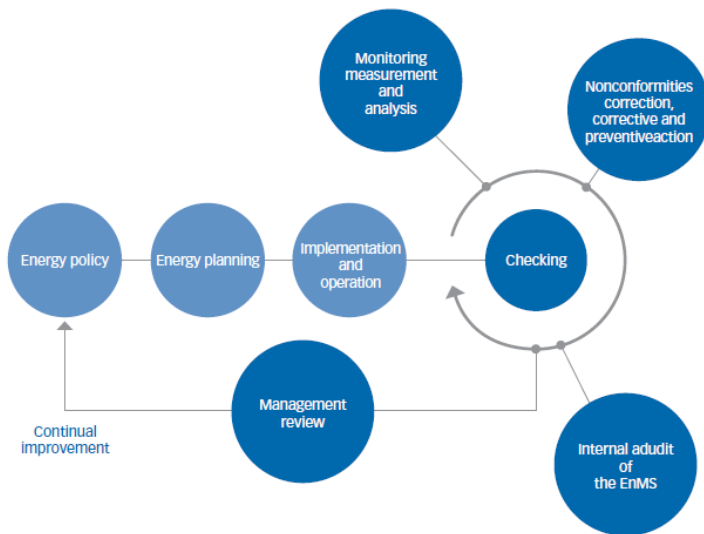 Monitoring
measurement
and
analysis
Nonconformities
correction,
corrective and
preventiveaction
Energy policy
Energy planning
Implementation
and
operation
Checking
Management
review
Continual
improvement
Internal adudit
of
the EnMS